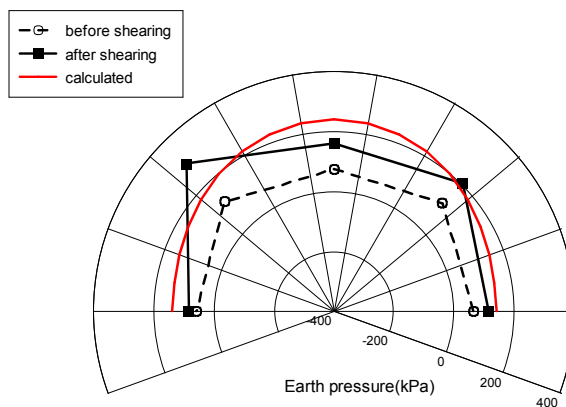 before shearing
after shearing
calculated
-400
-200
0
200
400
Earth pressure(kPa)